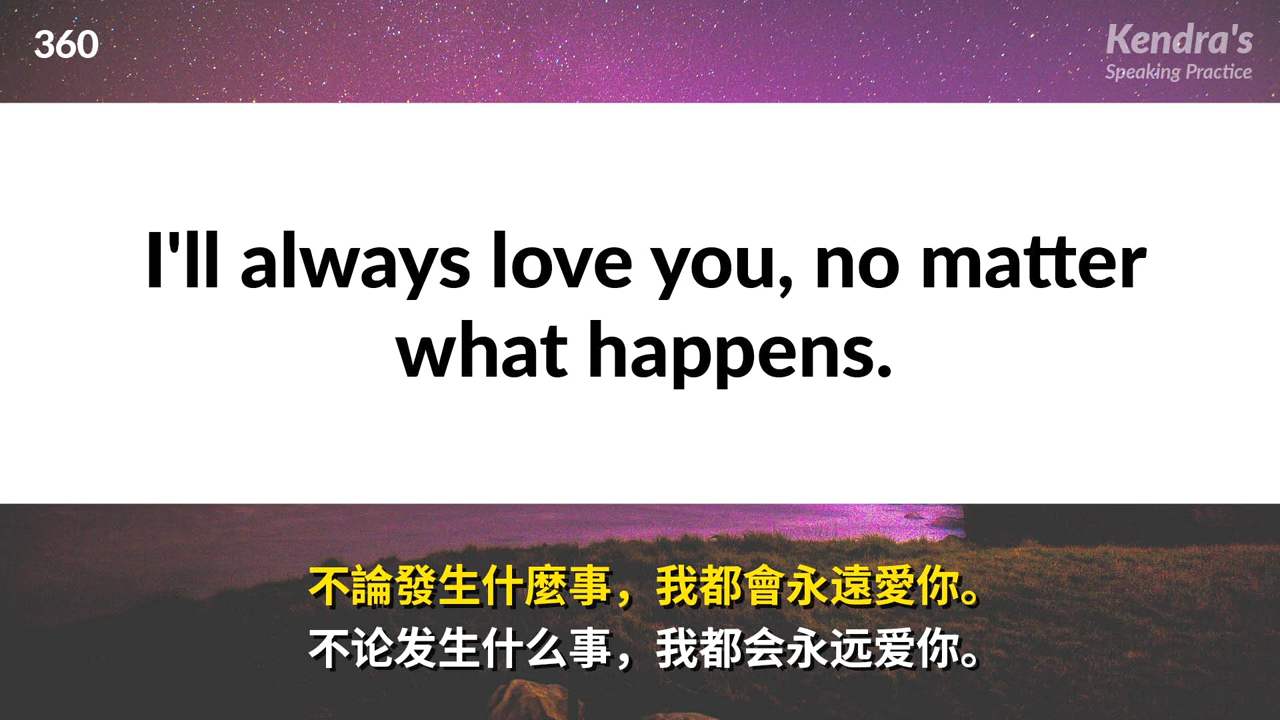 360
Kendra's
Speaking Practice
I'll always love you, no matter
what happens.
不論發生什麼事，我都會永遠愛你。
不论发生什么事，我都会永远爱你。